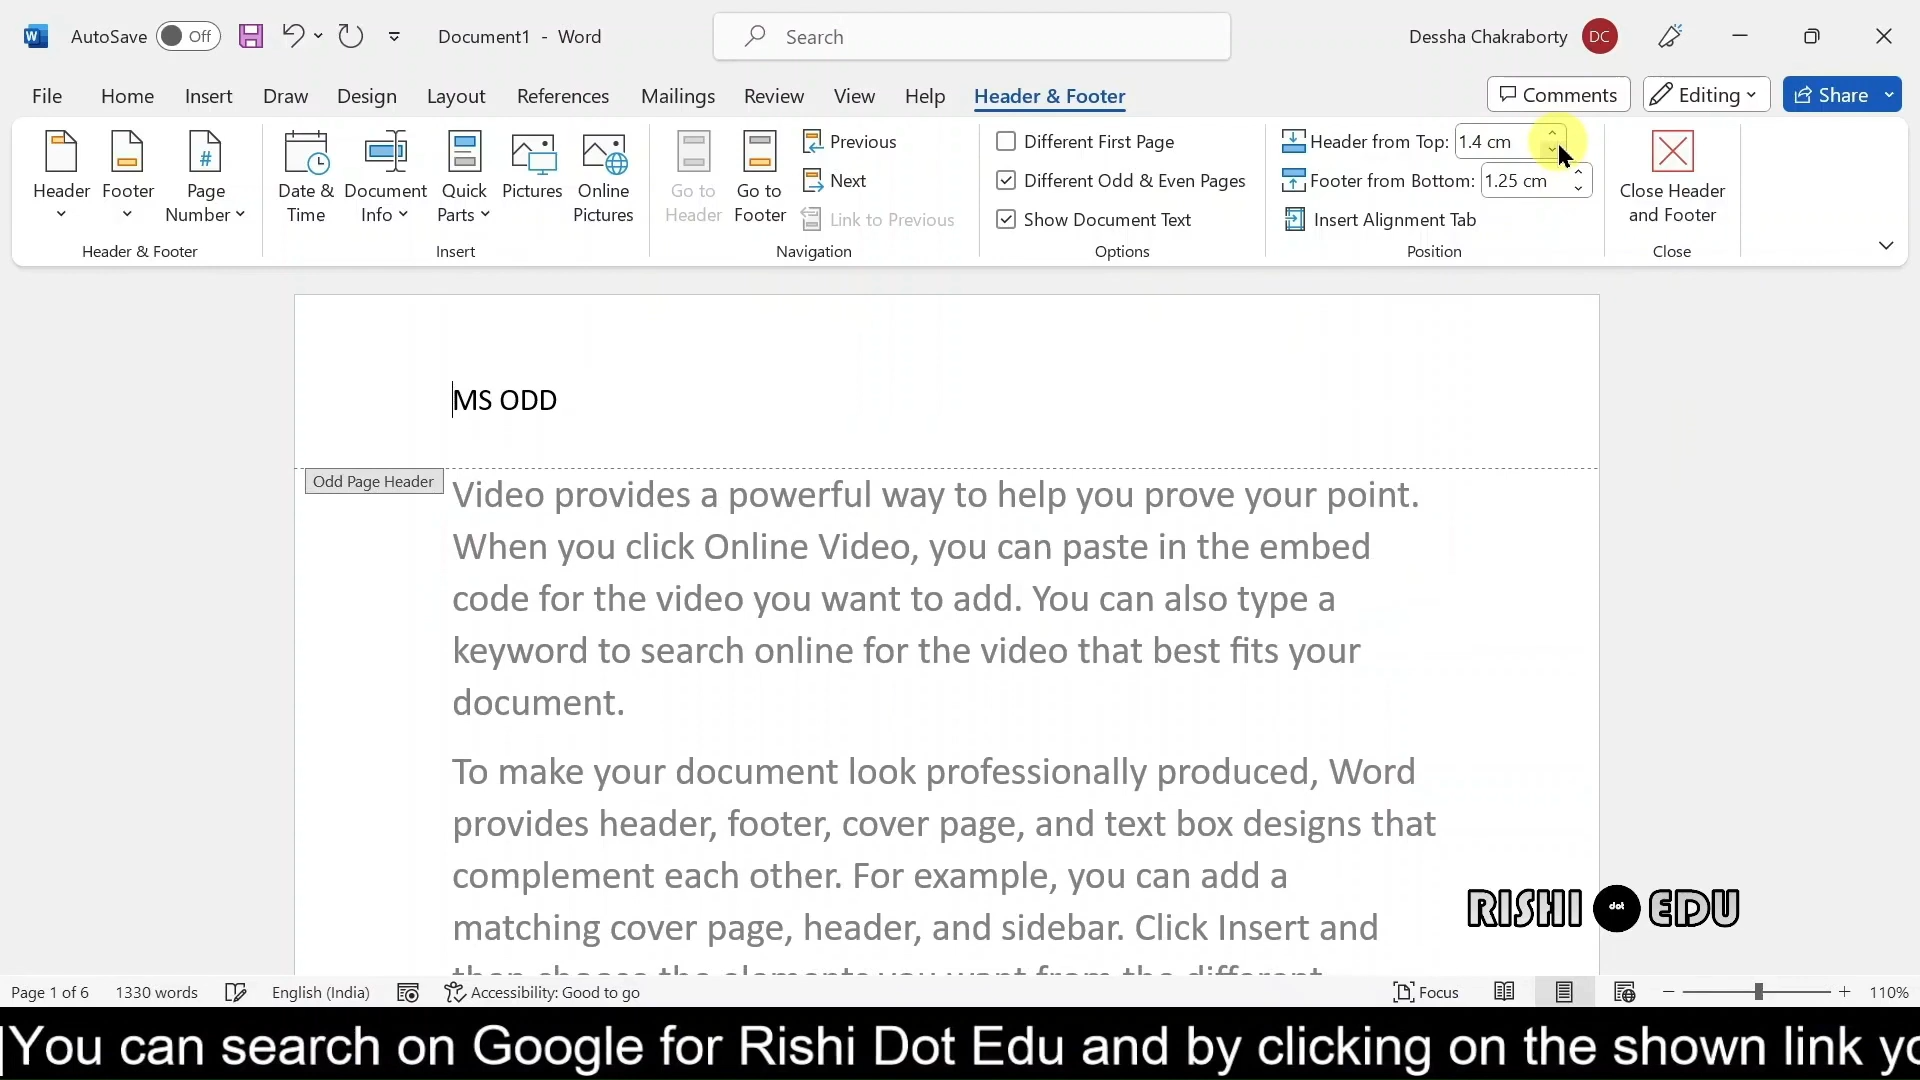 AutoSave Off Document1 - Word Search Dessha Chakraborty DC
File Home Insert Draw Design Layout References Mailings Review View Help Header & Footer Comments Editing Share
Header Footer Page Number Date & Time Document Info Quick Parts Pictures Online Pictures Go to Header Go to Footer Previous Next Link to Previous
Different First Page
Different Odd & Even Pages
Show Document Text
Header from Top: 1.4 cm
Footer from Bottom: 1.25 cm
Insert Alignment Tab
Close Header and Footer
Header & Footer Insert Navigation Options Position Close
MS ODD
Odd Page Header
Video provides a powerful way to help you prove your point.
When you click Online Video, you can paste in the embed
code for the video you want to add. You can also type a
keyword to search online for the video that best fits your
document.
To make your document look professionally produced, Word
provides header, footer, cover page, and text box designs that
complement each other. For example, you can add a
matching cover page, header, and sidebar. Click Insert and
then choose the elements you want from the different
RISHI dot EDU
Page 1 of 6 1330 words English (India) Accessibility: Good to go Focus 110%
You can search on Google for Rishi Dot Edu and by clicking on the shown link yo